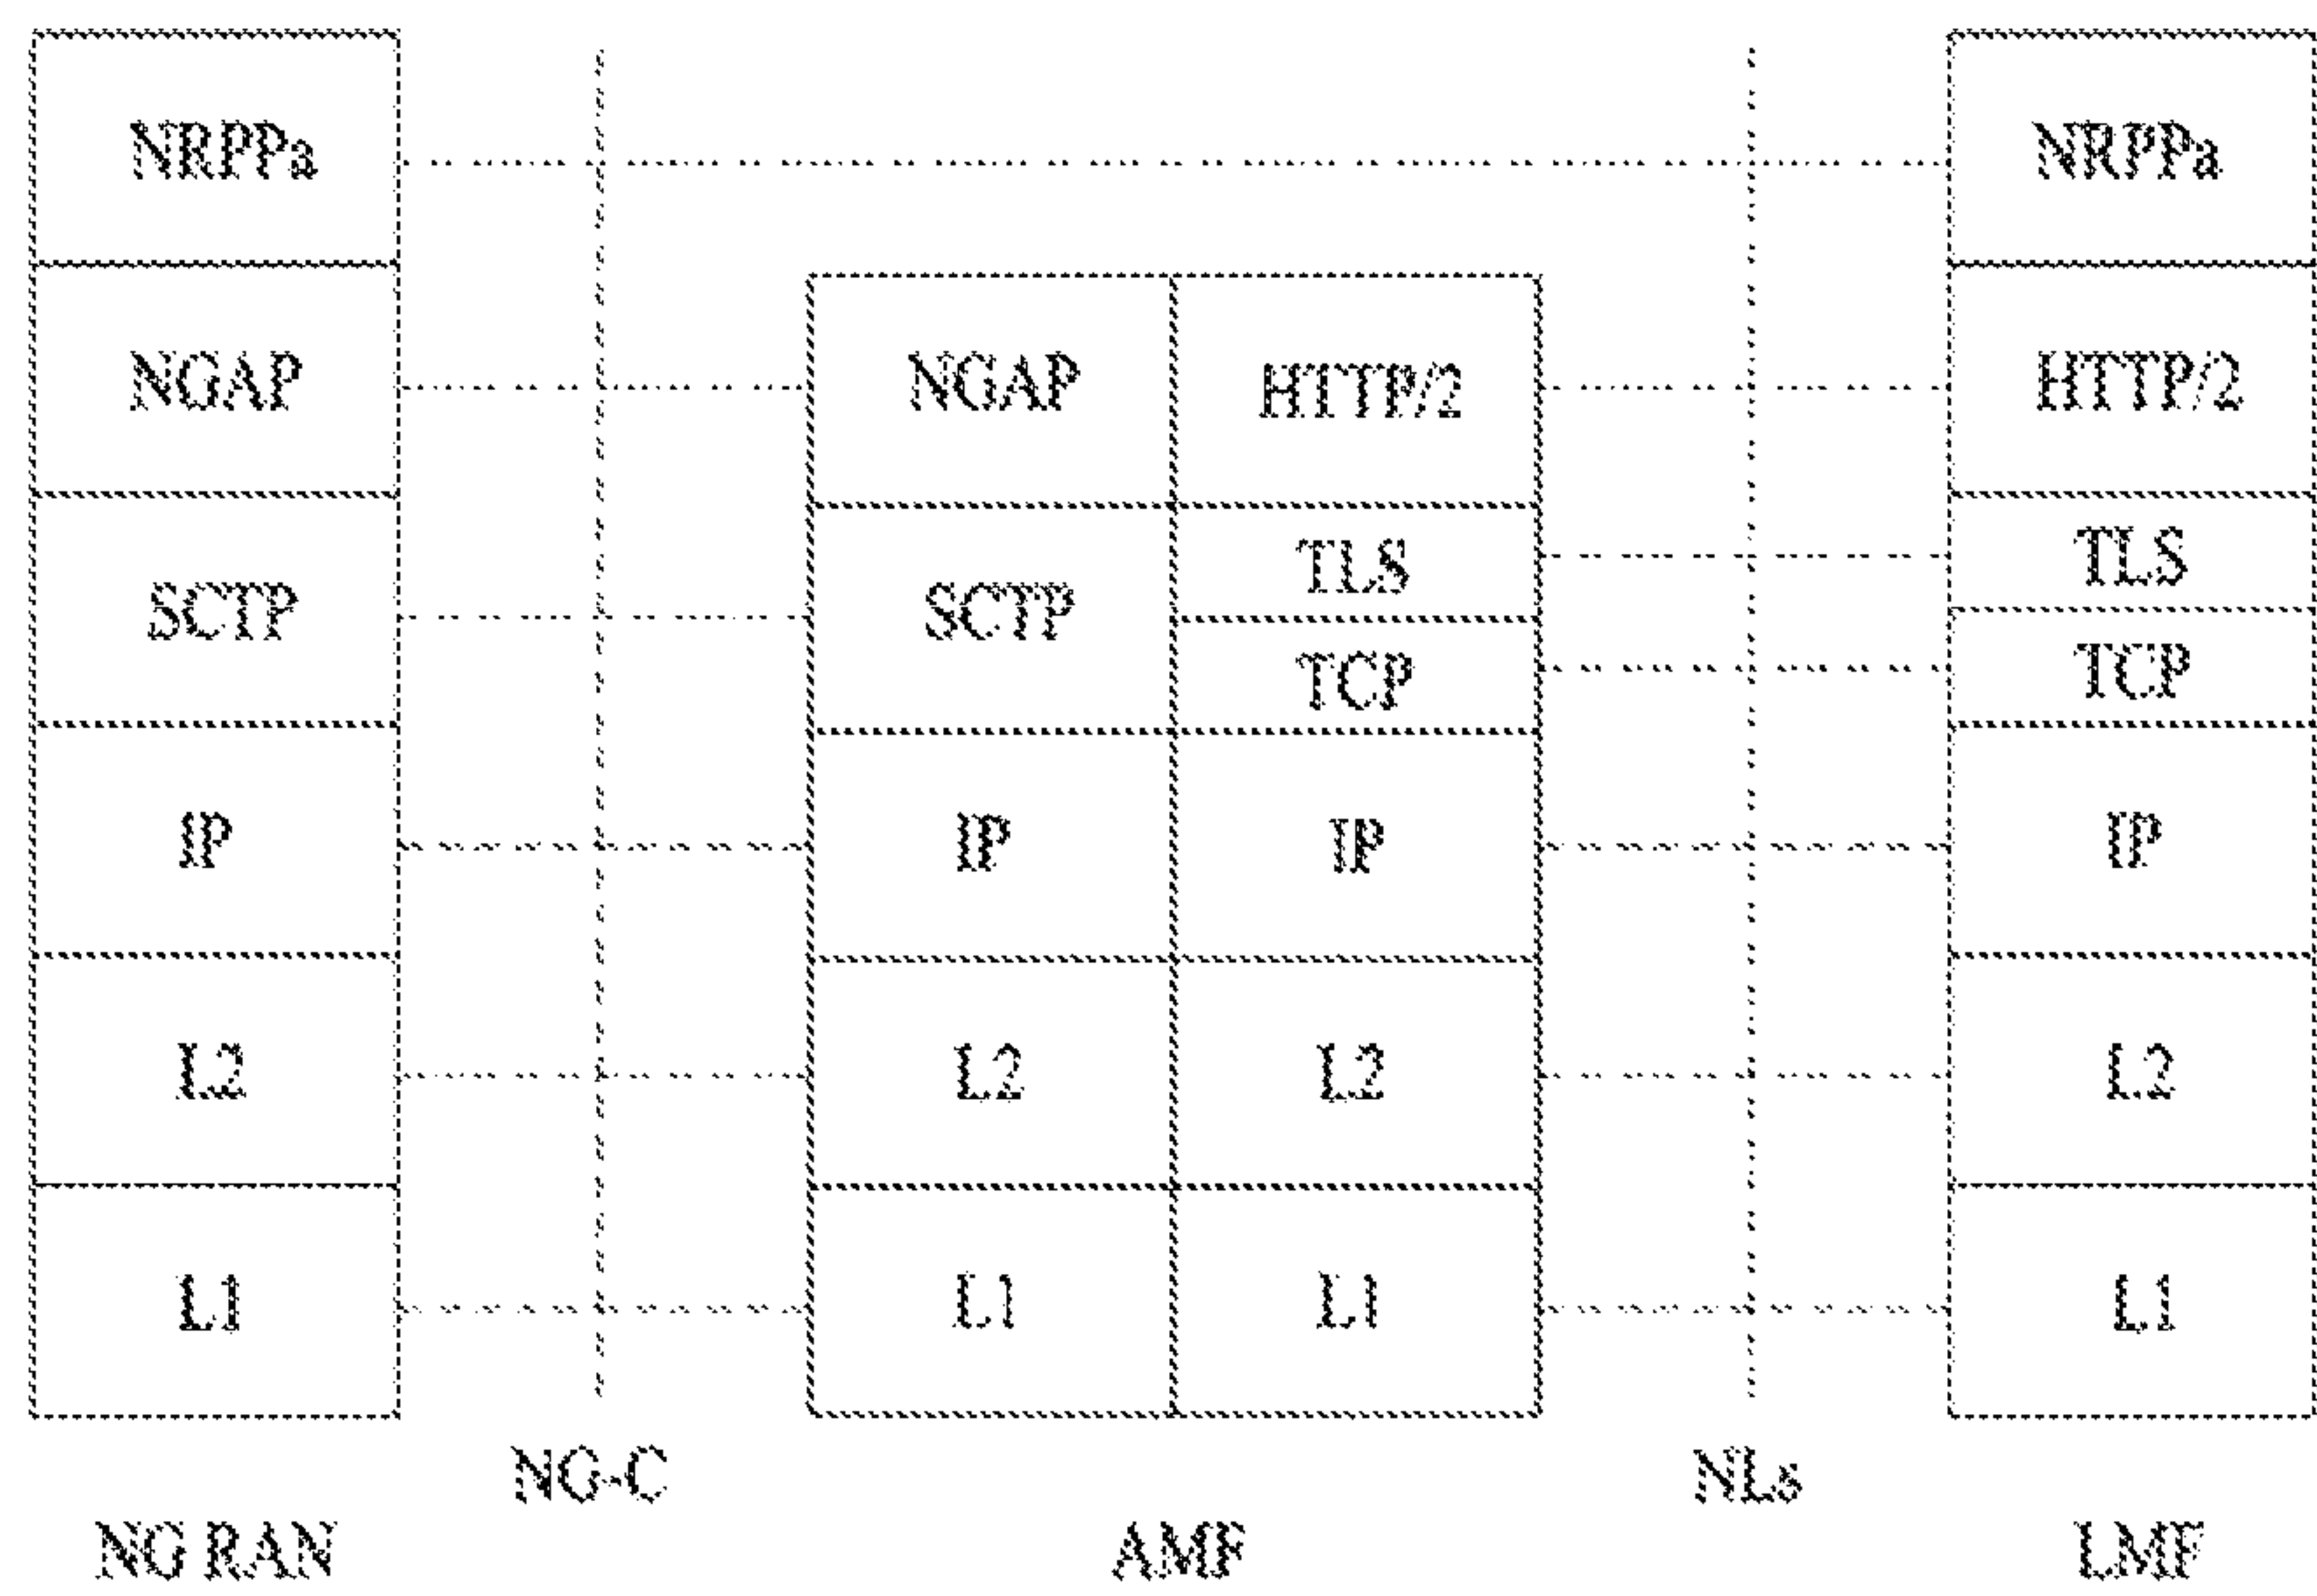 NRPPa NRPPa
NGAP NGAP HTTP/2 HTTP/2
SCTP SCTP TLS TLS
TCP TCP
IP IP IP IP
L2 L2 L2 L2
L1 L1 L1 L1
NG-C NLs
NG RAN AMF LMF